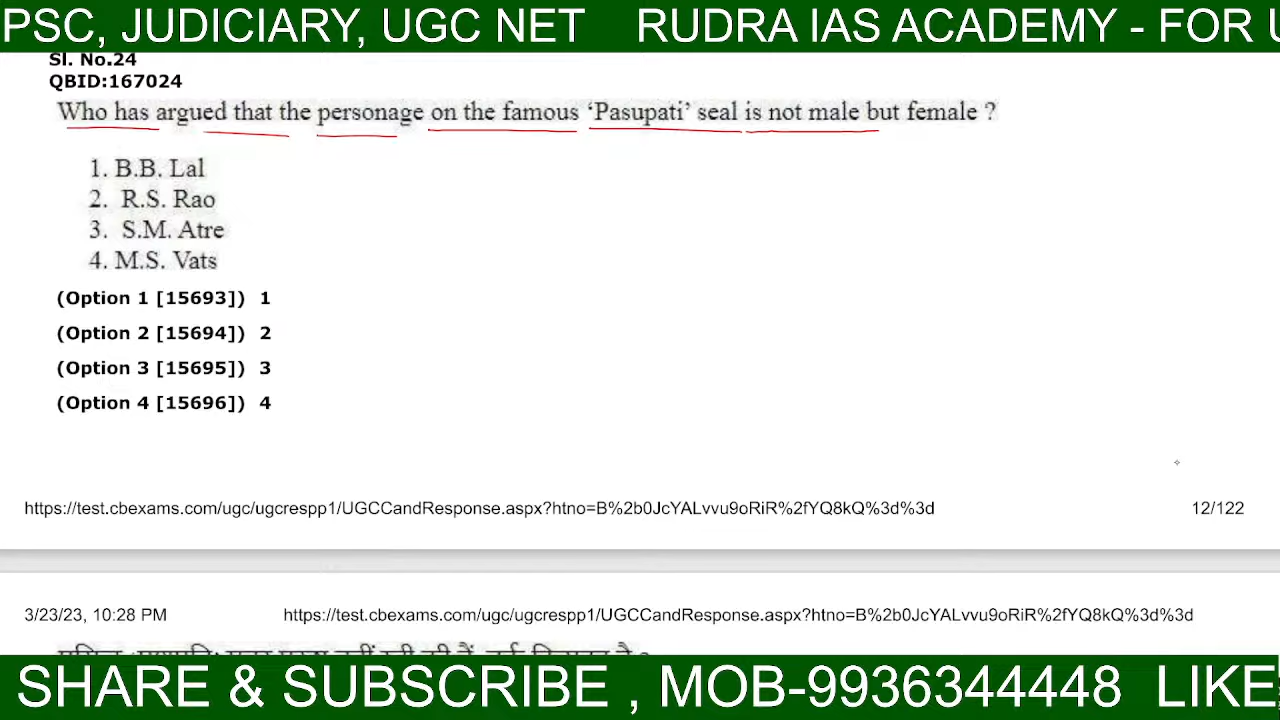 PSC, JUDICIARY, UGC NET RUDRA IAS ACADEMY - FOR U
Sl. No.24
QBID:167024
Who has argued that the personage on the famous ‘Pasupati’ seal is not male but female ?
1. B.B. Lal
2. R.S. Rao
3. S.M. Atre
4. M.S. Vats
(Option 1 [15693]) 1
(Option 2 [15694]) 2
(Option 3 [15695]) 3
(Option 4 [15696]) 4
https://test.cbexams.com/ugc/ugcrespp1/UGCCandResponse.aspx?htno=B%2b0JcYALvvu9oRiR%2fYQ8kQ%3d%3d 12/122
3/23/23, 10:28 PM https://test.cbexams.com/ugc/ugcrespp1/UGCCandResponse.aspx?htno=B%2b0JcYALvvu9oRiR%2fYQ8kQ%3d%3d
SHARE & SUBSCRIBE , MOB-9936344448 LIKE